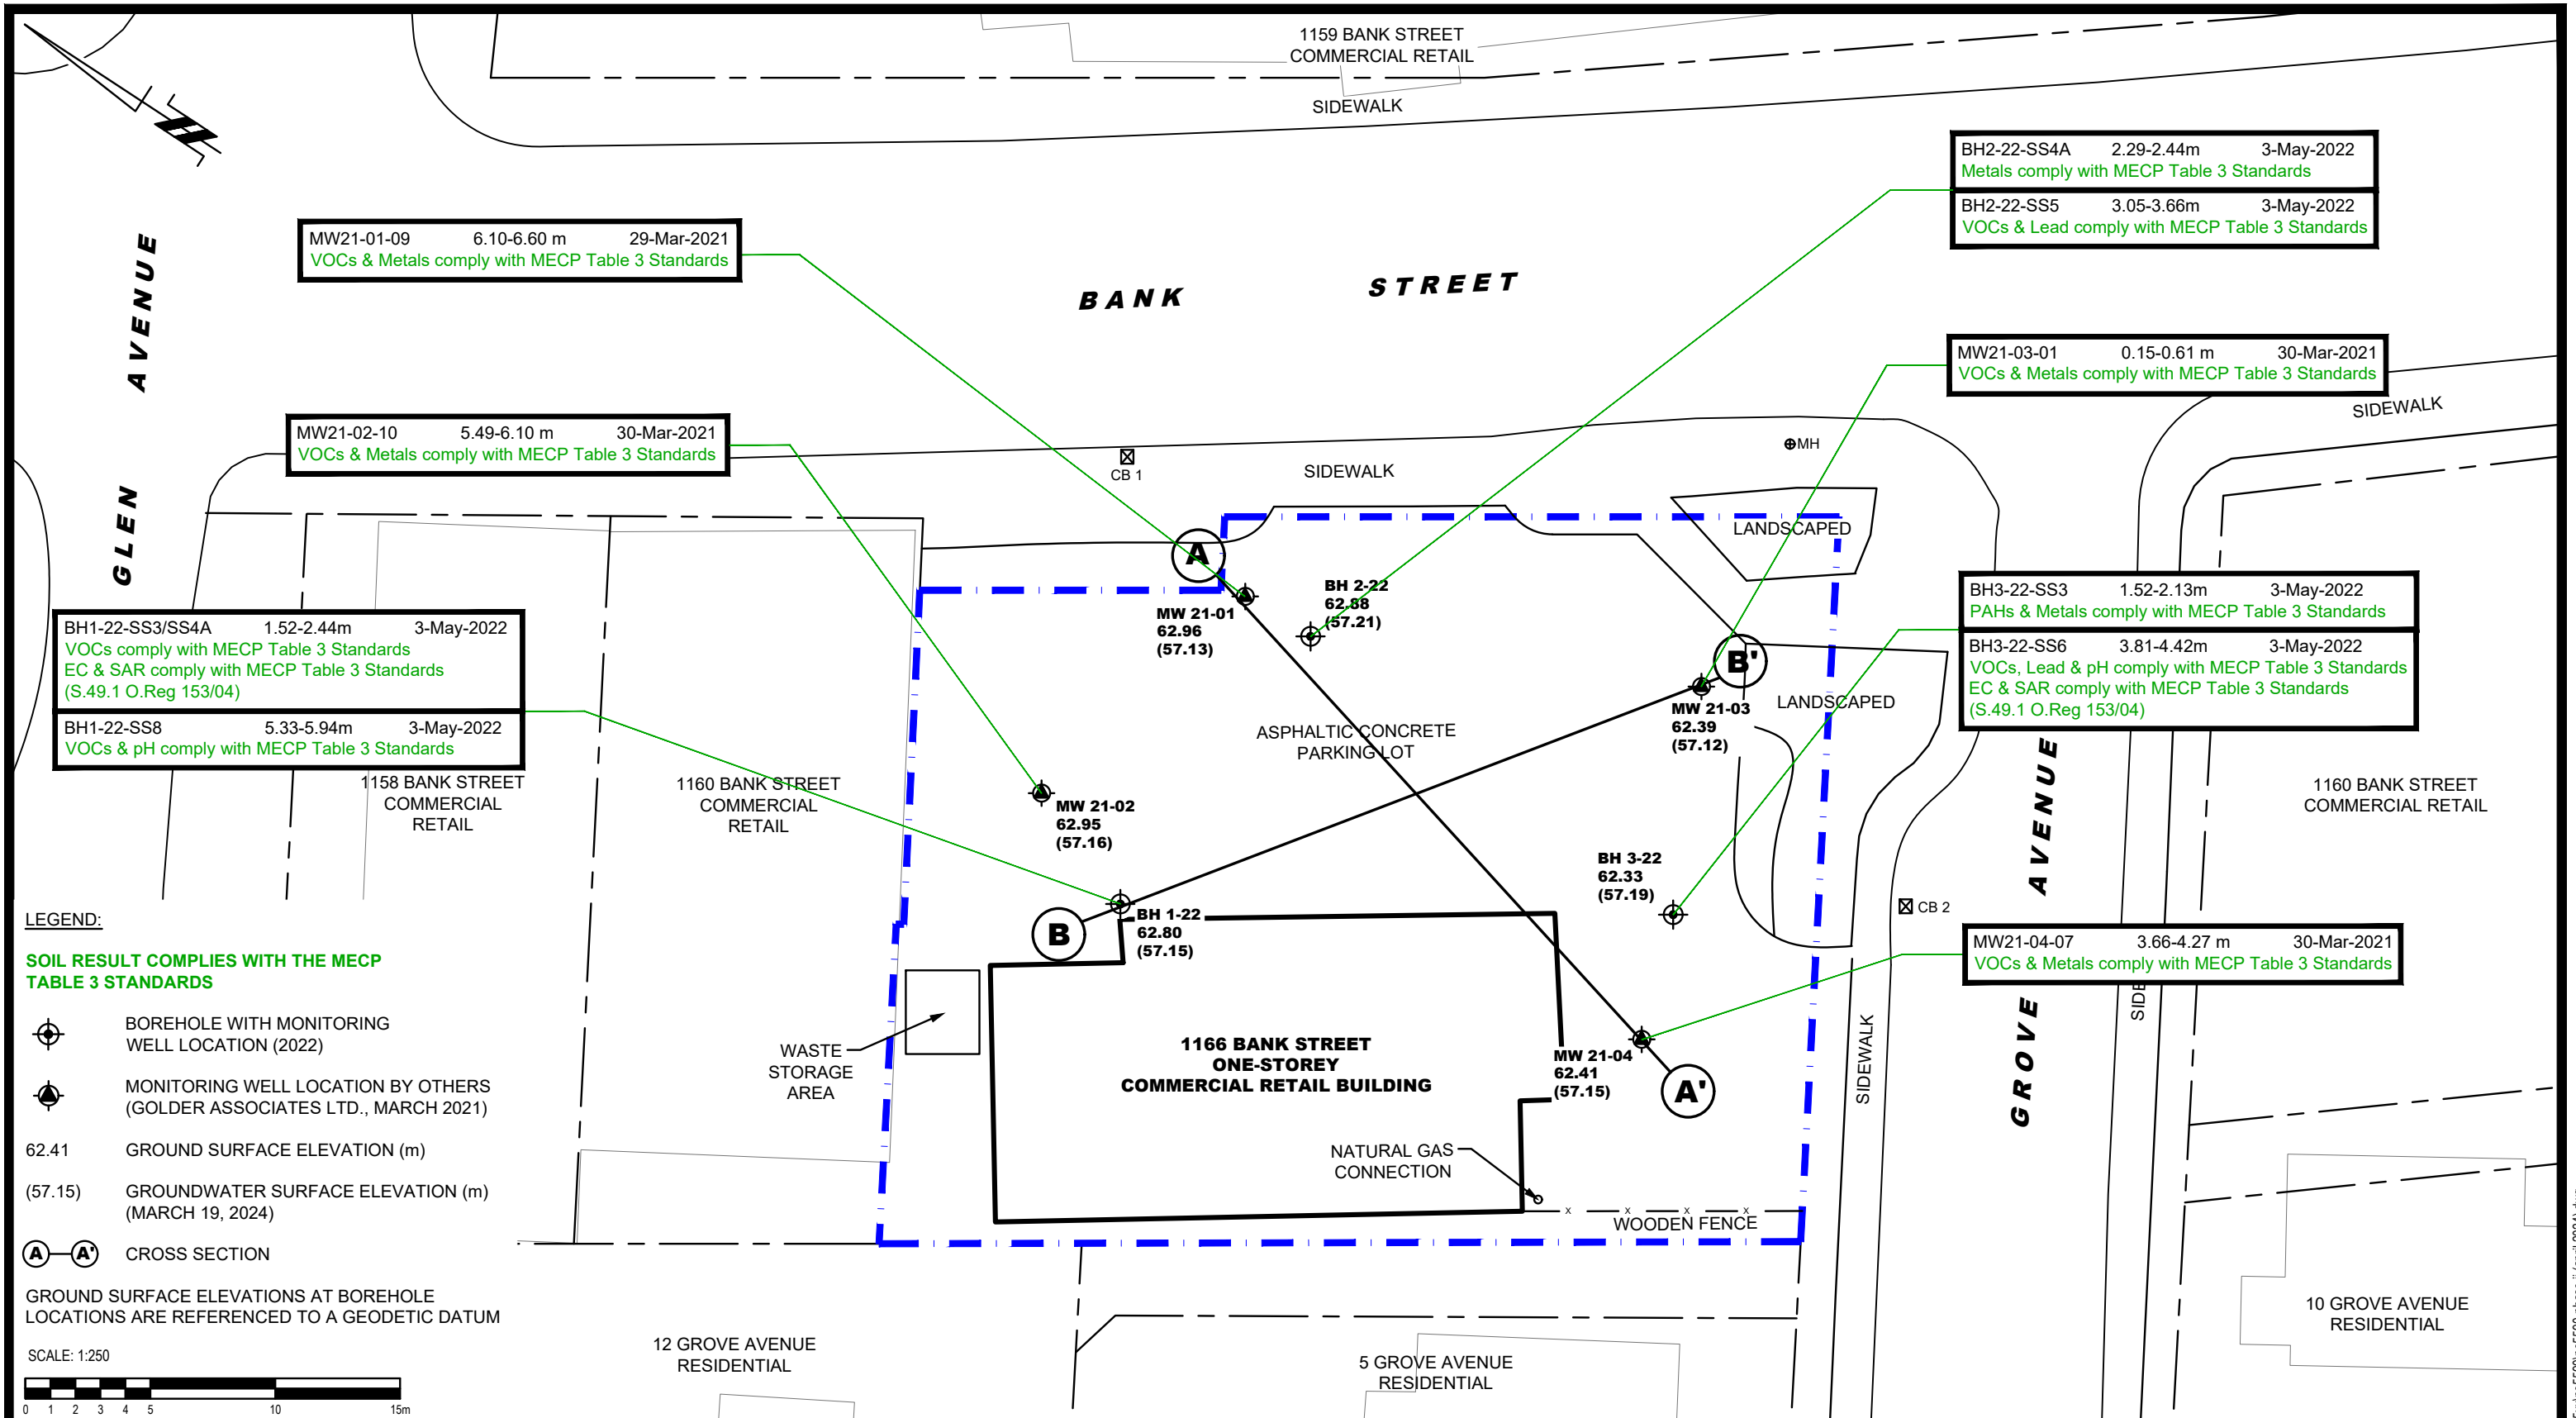 1159 BANK STREET
COMMERCIAL RETAIL
SIDEWALK
BH2-22-SS4A 2.29-2.44m 3-May-2022
Metals comply with MECP Table 3 Standards
BH2-22-SS5 3.05-3.66m 3-May-2022
VOCs & Lead comply with MECP Table 3 Standards
MW21-01-09 6.10-6.60 m 29-Mar-2021
VOCs & Metals comply with MECP Table 3 Standards
GLEN AVENUE
BANK STREET
MW21-03-01 0.15-0.61 m 30-Mar-2021
VOCs & Metals comply with MECP Table 3 Standards
SIDEWALK
MW21-02-10 5.49-6.10 m 30-Mar-2021
VOCs & Metals comply with MECP Table 3 Standards
CB 1
SIDEWALK
MH
LANDSCAPED
A
MW 21-01
62.96
(57.13)
BH 2-22
62.88
(57.21)
B'
MW 21-03
62.39
(57.12)
LANDSCAPED
BH3-22-SS3 1.52-2.13m 3-May-2022
PAHs & Metals comply with MECP Table 3 Standards
BH3-22-SS6 3.81-4.42m 3-May-2022
VOCs, Lead & pH comply with MECP Table 3 Standards
EC & SAR comply with MECP Table 3 Standards
(S.49.1 O.Reg 153/04)
BH1-22-SS3/SS4A 1.52-2.44m 3-May-2022
VOCs comply with MECP Table 3 Standards
EC & SAR comply with MECP Table 3 Standards
(S.49.1 O.Reg 153/04)
BH1-22-SS8 5.33-5.94m 3-May-2022
VOCs & pH comply with MECP Table 3 Standards
ASPHALTIC CONCRETE
PARKING LOT
1158 BANK STREET
COMMERCIAL
RETAIL
1160 BANK STREET
COMMERCIAL
RETAIL
MW 21-02
62.95
(57.16)
1160 BANK STREET
COMMERCIAL RETAIL
GROVE AVENUE
BH 3-22
62.33
(57.19)
CB 2
B
BH 1-22
62.80
(57.15)
MW21-04-07 3.66-4.27 m 30-Mar-2021
VOCs & Metals comply with MECP Table 3 Standards
WASTE
STORAGE
AREA
1166 BANK STREET
ONE-STOREY
COMMERCIAL RETAIL BUILDING
MW 21-04
62.41
(57.15)
A'
SIDEWALK
SIDE
NATURAL GAS
CONNECTION
x x x x
WOODEN FENCE
12 GROVE AVENUE
RESIDENTIAL
5 GROVE AVENUE
RESIDENTIAL
10 GROVE AVENUE
RESIDENTIAL
LEGEND:
SOIL RESULT COMPLIES WITH THE MECP
TABLE 3 STANDARDS
BOREHOLE WITH MONITORING
WELL LOCATION (2022)
MONITORING WELL LOCATION BY OTHERS
(GOLDER ASSOCIATES LTD., MARCH 2021)
62.41 GROUND SURFACE ELEVATION (m)
(57.15) GROUNDWATER SURFACE ELEVATION (m)
(MARCH 19, 2024)
A A' CROSS SECTION
GROUND SURFACE ELEVATIONS AT BOREHOLE
LOCATIONS ARE REFERENCED TO A GEODETIC DATUM
SCALE: 1:250
0 1 2 3 4 5 10 15m